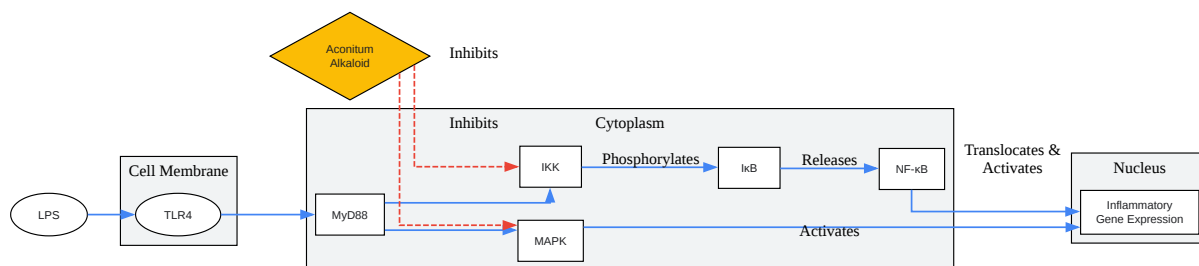 Aconitum
Alkaloid
Inhibits
Inhibits
Cytoplasm
Cell Membrane
IKK
Phosphorylates
IκB
Releases
NF-κB
Translocates &
Activates
Nucleus
LPS
TLR4
MyD88
MAPK
Activates
Inflammatory
Gene Expression